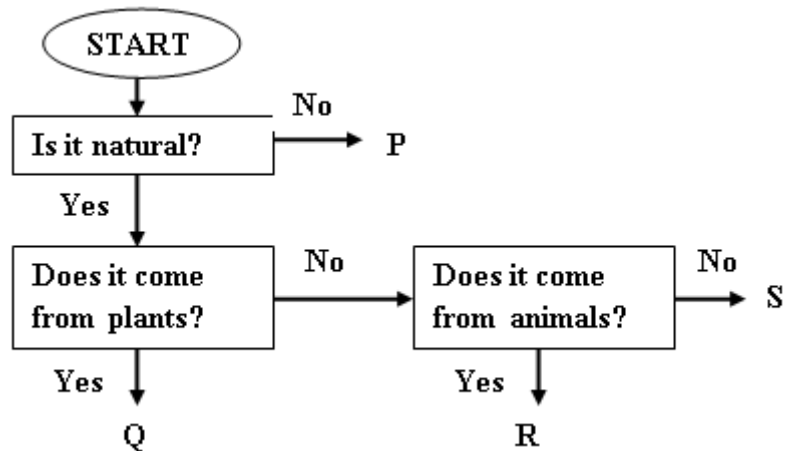 START
No
Is it natural?
P
Yes
Does it come
from plants?
No
Does it come
from animals?
No
S
Yes
Yes
Q
R